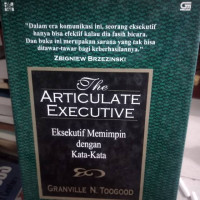 "Dalam era komunikasi ini, seorang eksekutif
hanya bisa efektif kalau dia fasih bicara.
Dan buku ini merupakan sarana yang tak bisa
ditawar-tawar bagi keberhasilannya."
ZBIGNIEW BRZEZINSKI
The
ARTICULATE
EXECUTIVE
Eksekutif Memimpin
dengan
Kata-Kata
GRANVILLE N. TOOGOOD